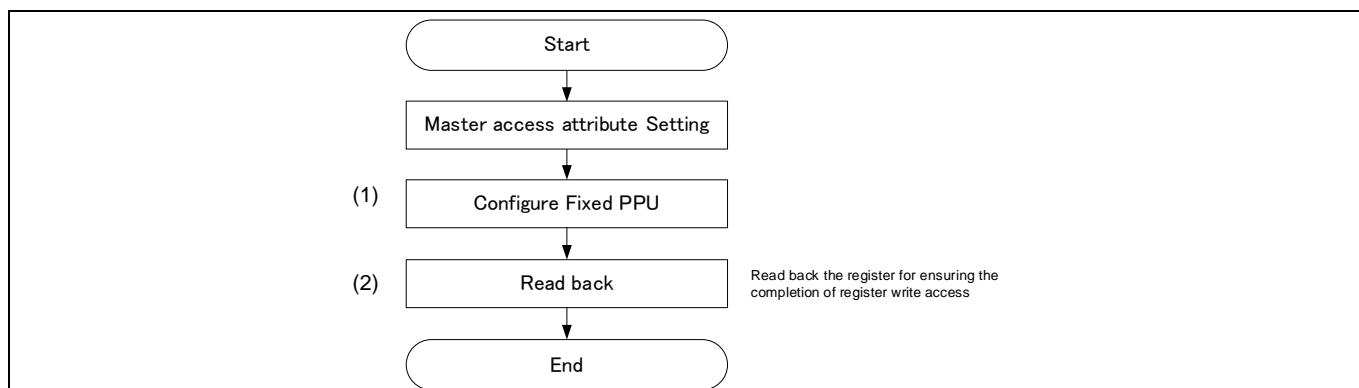 Start
Master access attribute Setting
(1)
Configure Fixed PPU
(2)
Read back
Read back the register for ensuring the
completion of register write access
End